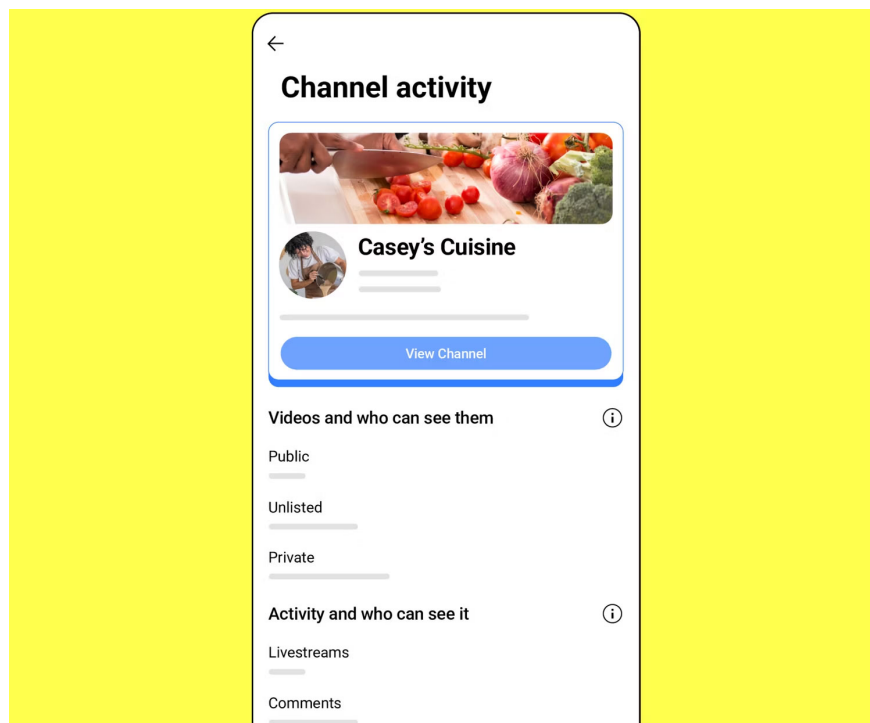 Channel activity
Casey’s Cuisine
View Channel
Videos and who can see them
Public
Unlisted
Private
Activity and who can see it
Livestreams
Comments